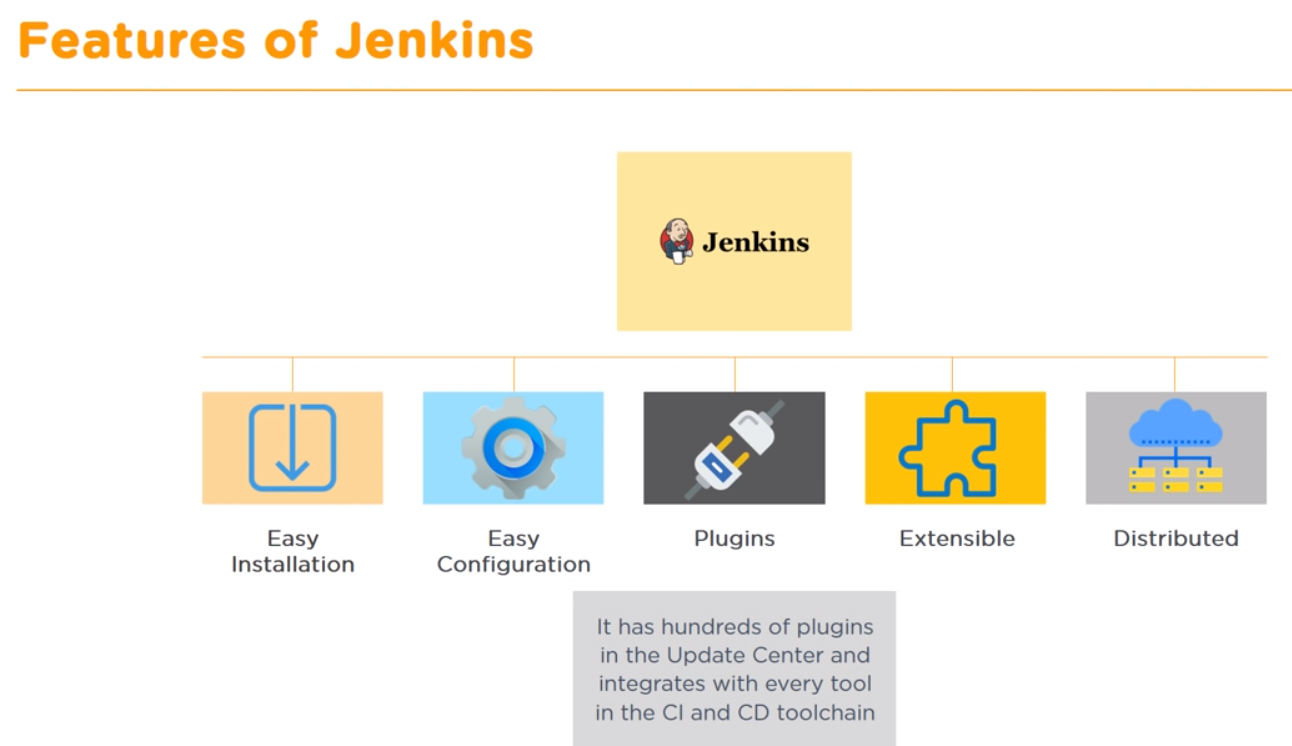 Features of Jenkins
Jenkins
Easy
Installation
Easy
Configuration
Plugins
Extensible
Distributed
It has hundreds of plugins
in the Update Center and
integrates with every tool
in the CI and CD toolchain